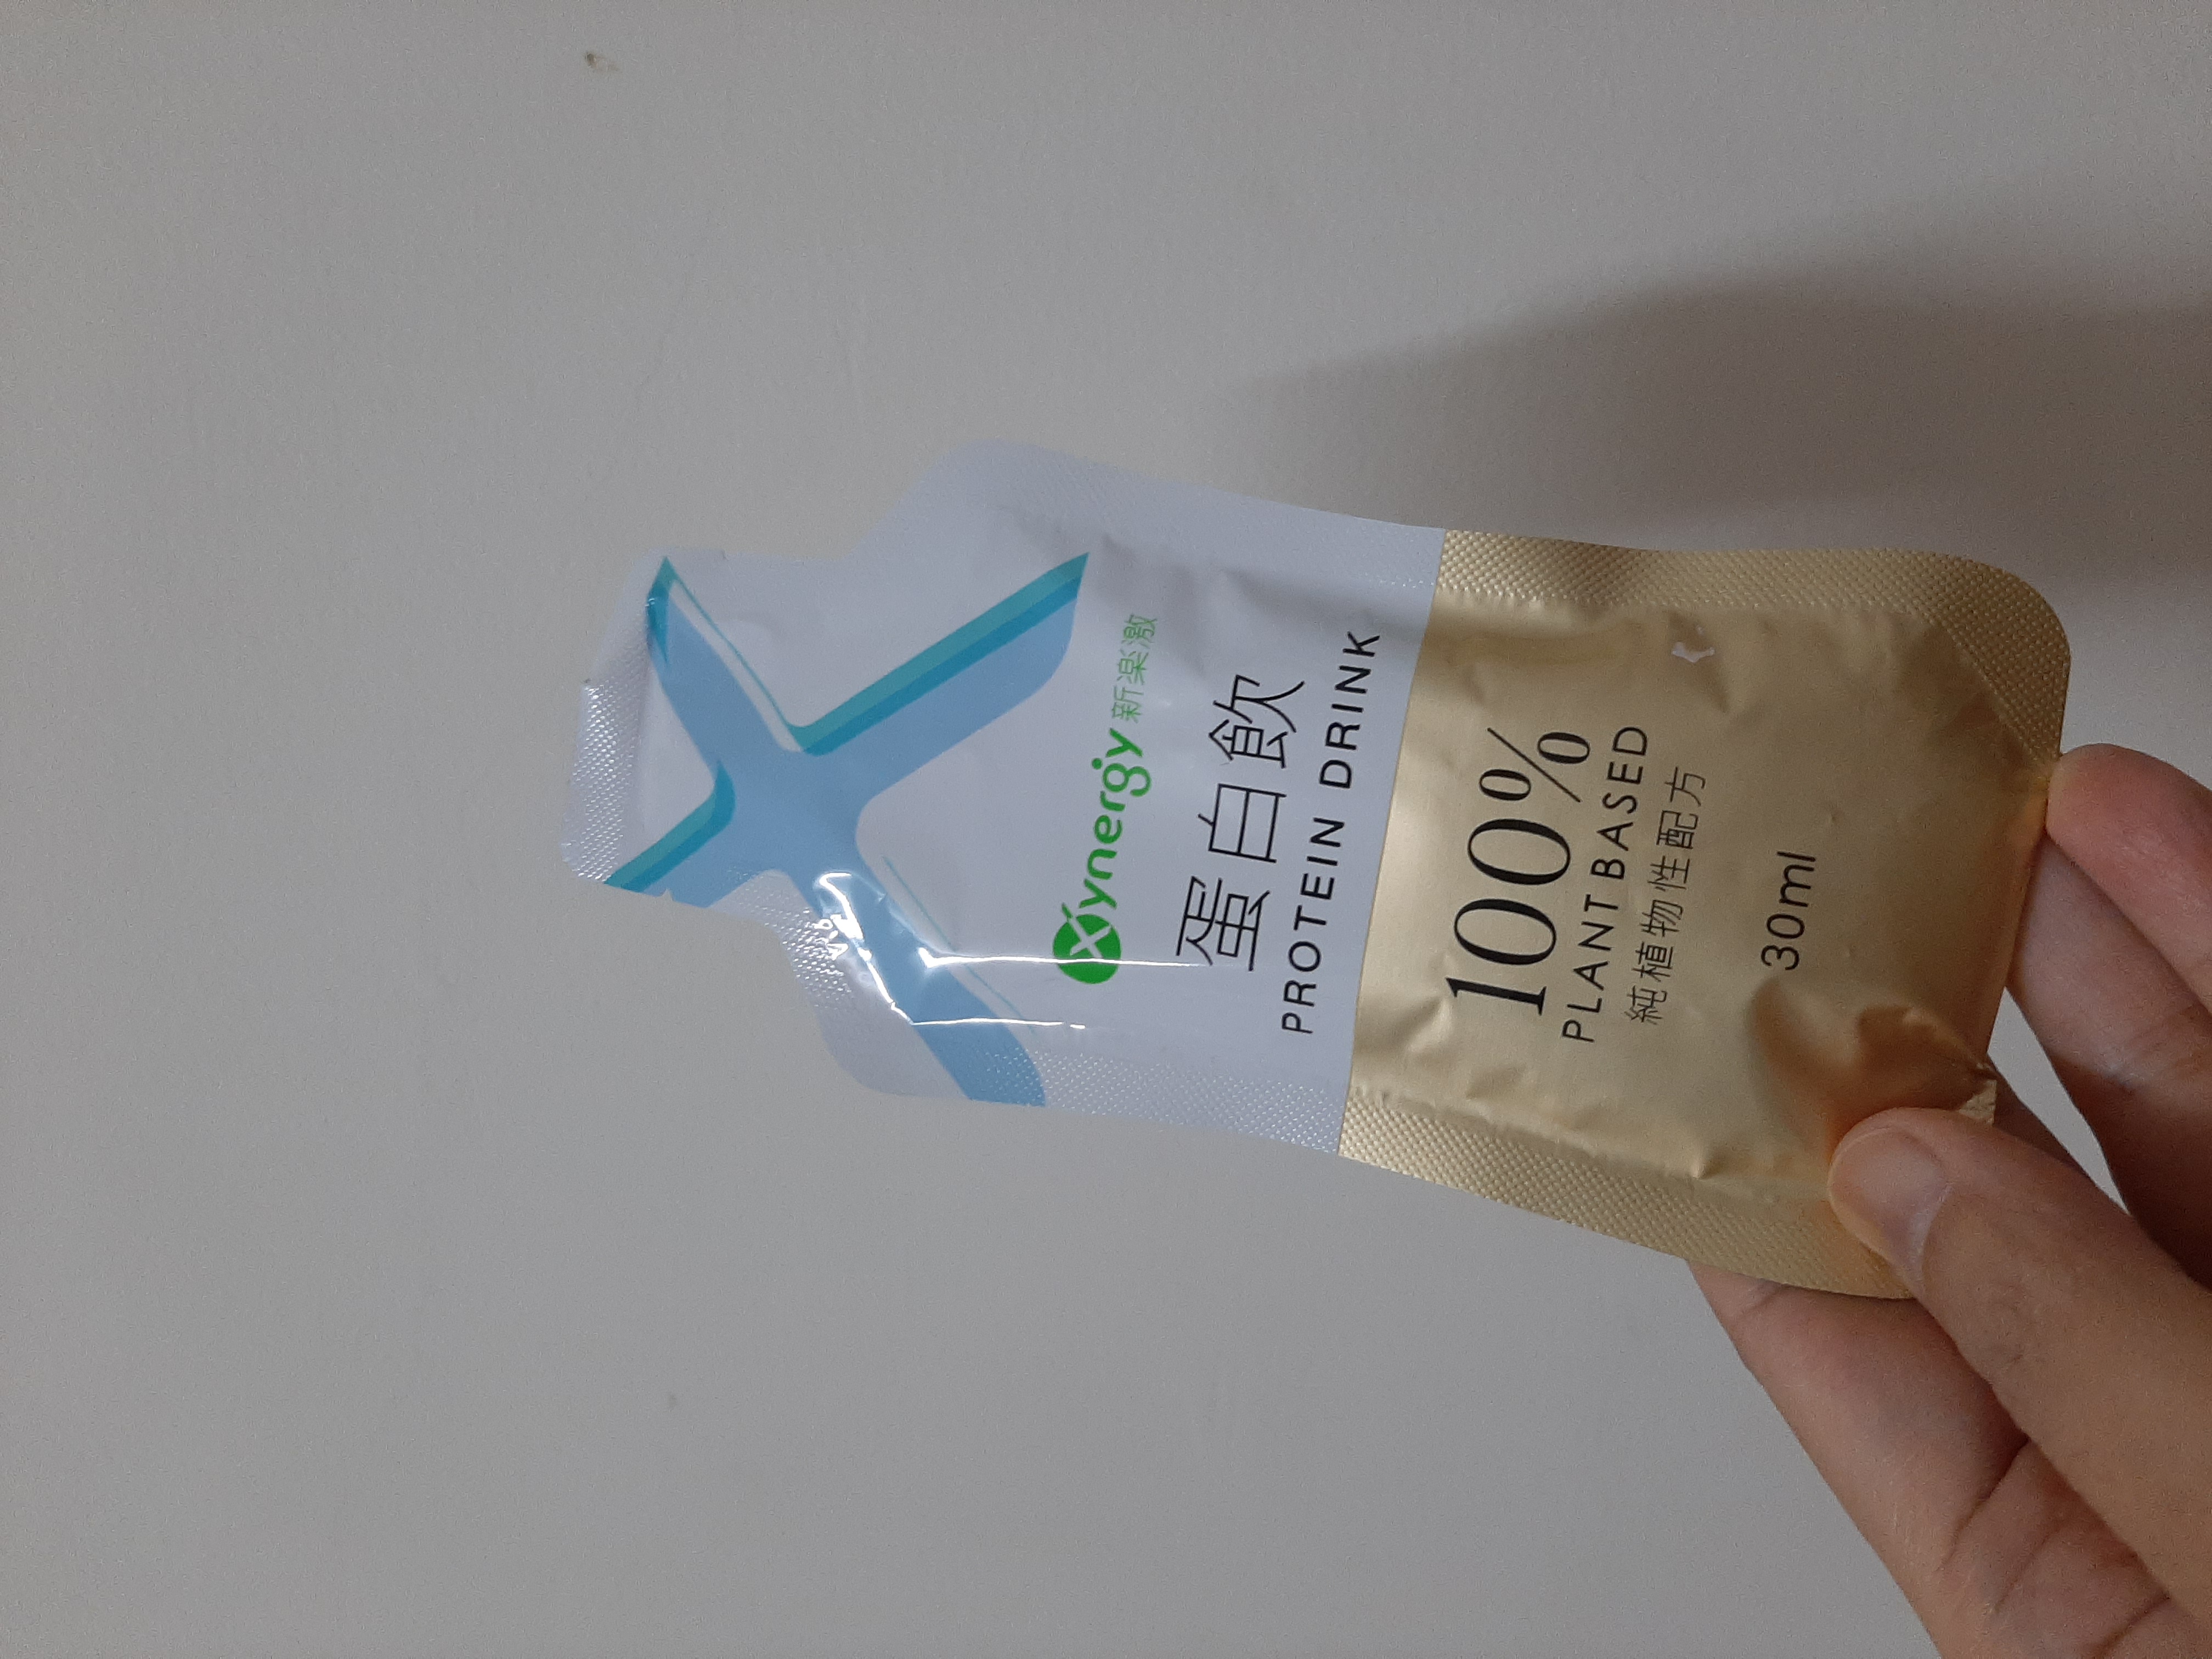 Xynergy 新楽激
蛋白飲
PROTEIN DRINK
100%
PLANT BASED
純植物性配方
30ml